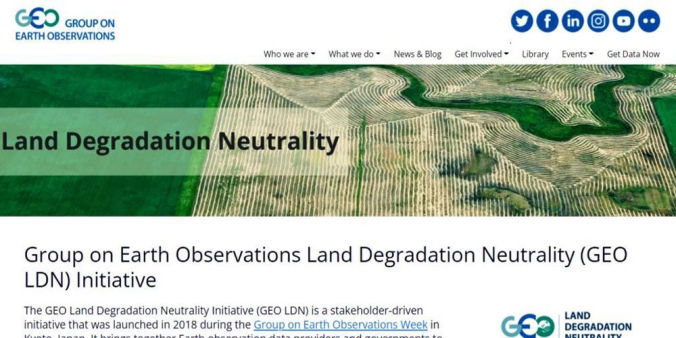 GEO GROUP ON
EARTH OBSERVATIONS
Who we are What we do News & Blog Get Involved Library Events Get Data Now
Land Degradation Neutrality
Group on Earth Observations Land Degradation Neutrality (GEO
LDN) Initiative
The GEO Land Degradation Neutrality Initiative (GEO LDN) is a stakeholder-driven
initiative that was launched in 2018 during the Group on Earth Observations Week in
Kyoto, Japan. It brings together Earth observation data providers and governments to
GEO LAND
DEGRADATION
NEUTRALITY